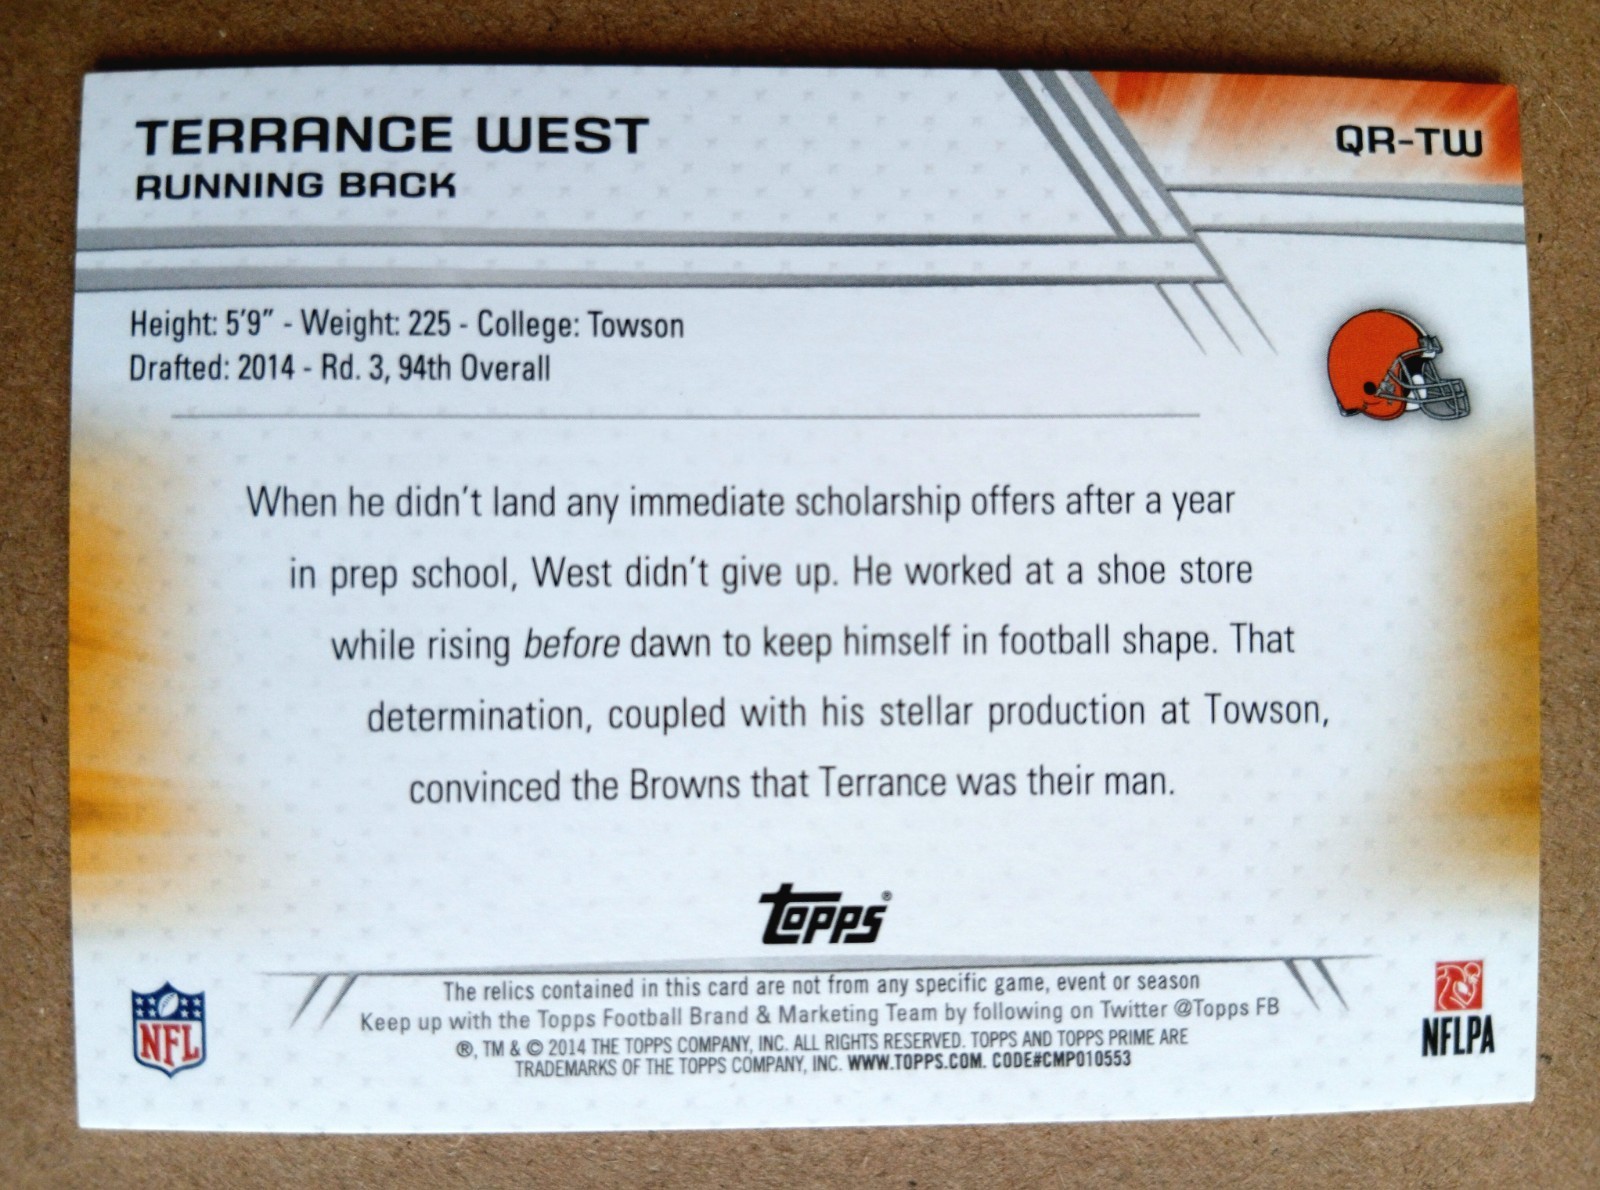 TERRANCE WEST
RUNNING BACK
QR-TW
Height: 5'9" - Weight: 225 - College: Towson
Drafted: 2014 - Rd. 3, 94th Overall
When he didn't land any immediate scholarship offers after a year
in prep school, West didn't give up. He worked at a shoe store
while rising before dawn to keep himself in football shape. That
determination, coupled with his stellar production at Towson,
convinced the Browns that Terrance was their man.
Topps®
The relics contained in this card are not from any specific game, event or season
Keep up with the Topps Football Brand & Marketing Team by following on Twitter @Topps FB
®, TM & © 2014 THE TOPPS COMPANY, INC. ALL RIGHTS RESERVED. TOPPS AND TOPPS PRIME ARE
TRADEMARKS OF THE TOPPS COMPANY, INC. WWW.TOPPS.COM. CODE#CMP010553
NFL
NFLPA